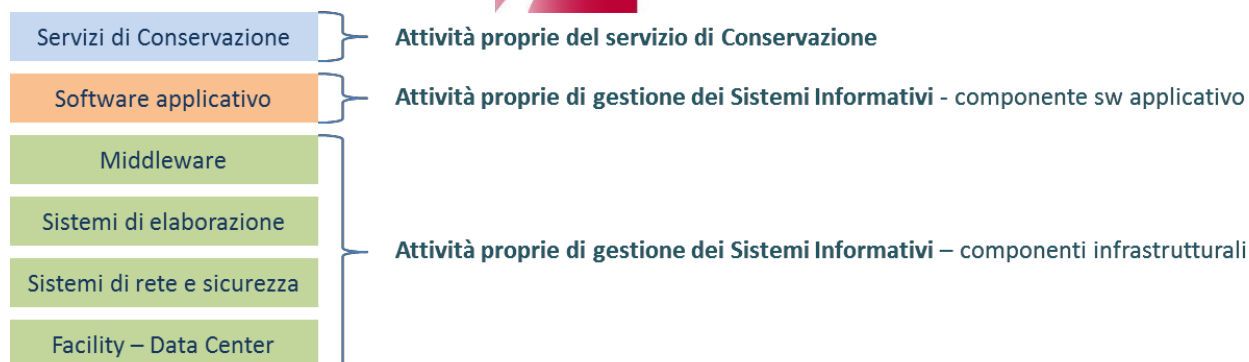 Servizi di Conservazione
Attività proprie del servizio di Conservazione
Software applicativo
Attività proprie di gestione dei Sistemi Informativi - componente sw applicativo
Middleware
Sistemi di elaborazione
Attività proprie di gestione dei Sistemi Informativi – componenti infrastrutturali
Sistemi di rete e sicurezza
Facility – Data Center